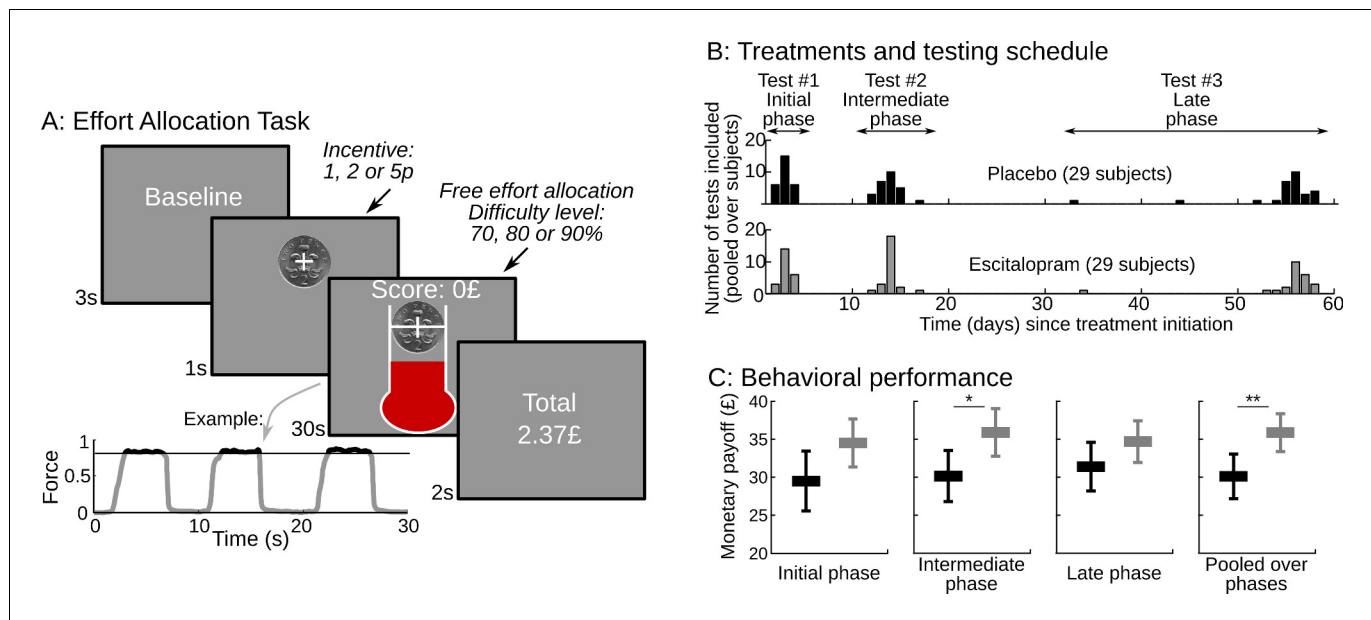 A: Effort Allocation Task
Baseline
3s
Incentive:
1, 2 or 5p
1s
Free effort allocation
Difficulty level:
70, 80 or 90%
Score: 0£
30s
Total
2.37£
2s
Example:
Force
1
0.5
0
0 10 20 30
Time (s)
B: Treatments and testing schedule
Test #1
Initial
phase
Test #2
Intermediate
phase
Test #3
Late
phase
Number of tests included
(pooled over subjects)
20
10
0
Placebo (29 subjects)
20
10
0
Escitalopram (29 subjects)
10 20 30 40 50 60
Time (days) since treatment initiation
C: Behavioral performance
Monetary payoff (£)
40
35
30
25
20
*
**
Initial phase
Intermediate
phase
Late phase
Pooled over
phases